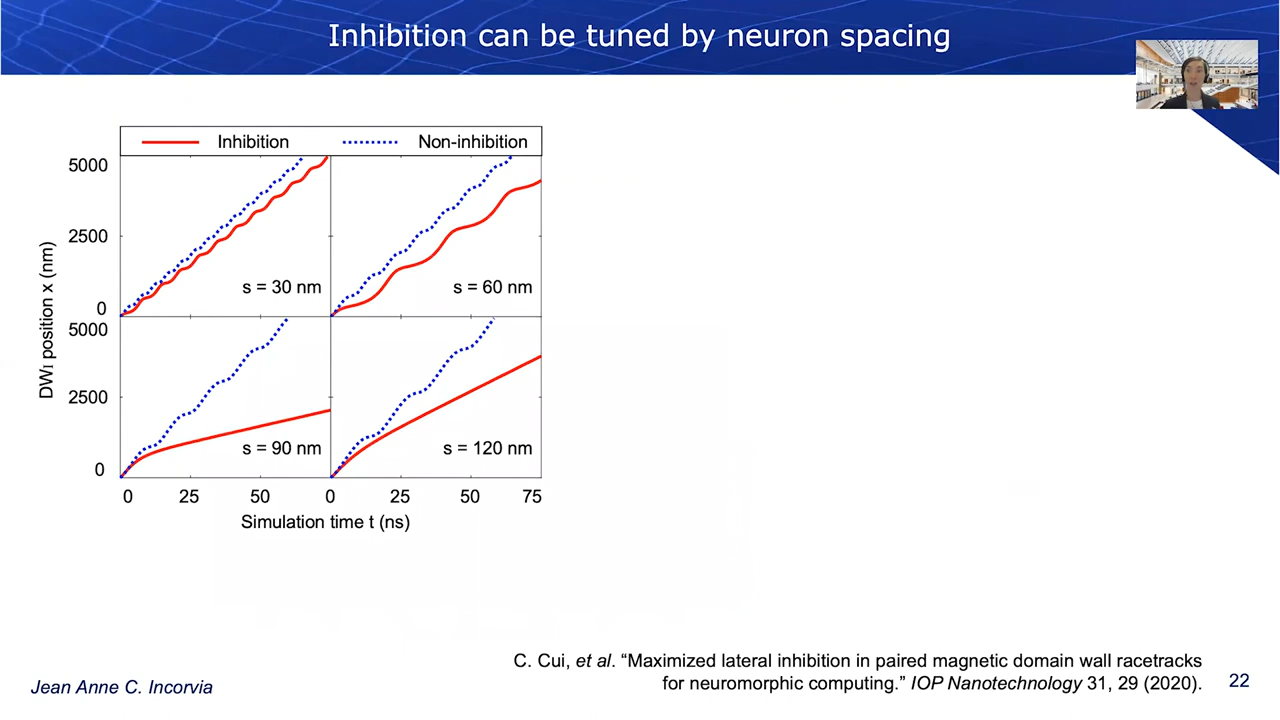 Inhibition can be tuned by neuron spacing
Inhibition
Non-inhibition
5000
2500
0
s = 30 nm
s = 60 nm
5000
2500
0
s = 90 nm
s = 120 nm
DWI position x (nm)
0 25 50 0 25 50 75
Simulation time t (ns)
C. Cui, et al. “Maximized lateral inhibition in paired magnetic domain wall racetracks
for neuromorphic computing.” IOP Nanotechnology 31, 29 (2020).
Jean Anne C. Incorvia
22